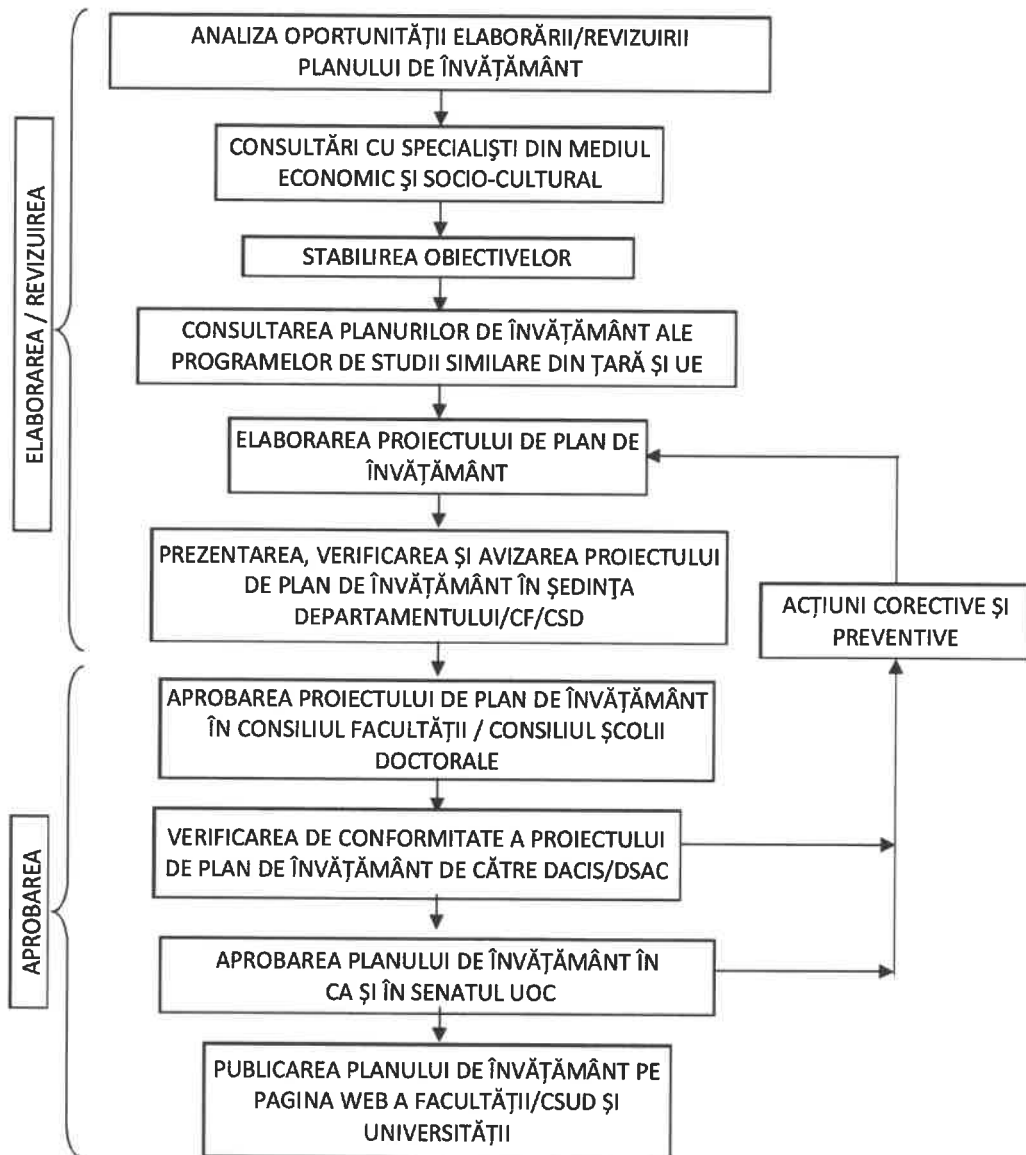 ANALIZA OPORTUNITĂȚII ELABORĂRII/REVIZUIRII
PLANULUI DE ÎNVĂȚĂMÂNT
CONSULTĂRI CU SPECIALIȘTI DIN MEDIUL
ECONOMIC ȘI SOCIO-CULTURAL
STABILIREA OBIECTIVELOR
CONSULTAREA PLANURILOR DE ÎNVĂȚĂMÂNT ALE
PROGRAMELOR DE STUDII SIMILARE DIN ȚARĂ ȘI UE
ELABORAREA PROIECTULUI DE PLAN DE
ÎNVĂȚĂMÂNT
PREZENTAREA, VERIFICAREA ȘI AVIZAREA PROIECTULUI
DE PLAN DE ÎNVĂȚĂMÂNT ÎN ȘEDINȚA
DEPARTAMENTULUI/CF/CSD
ELABORAREA / REVIZUIREA
ACȚIUNI CORECTIVE ȘI
PREVENTIVE
APROBAREA PROIECTULUI DE PLAN DE ÎNVĂȚĂMÂNT
ÎN CONSILIUL FACULTĂȚII / CONSILIUL ȘCOLII
DOCTORALE
VERIFICAREA DE CONFORMITATE A PROIECTULUI
DE PLAN DE ÎNVĂȚĂMÂNT DE CĂTRE DACIS/DSAC
APROBAREA PLANULUI DE ÎNVĂȚĂMÂNT ÎN
CA ȘI ÎN SENATUL UOC
PUBLICAREA PLANULUI DE ÎNVĂȚĂMÂNT PE
PAGINA WEB A FACULTĂȚII/CSUD ȘI
UNIVERSITĂȚII
APROBAREA